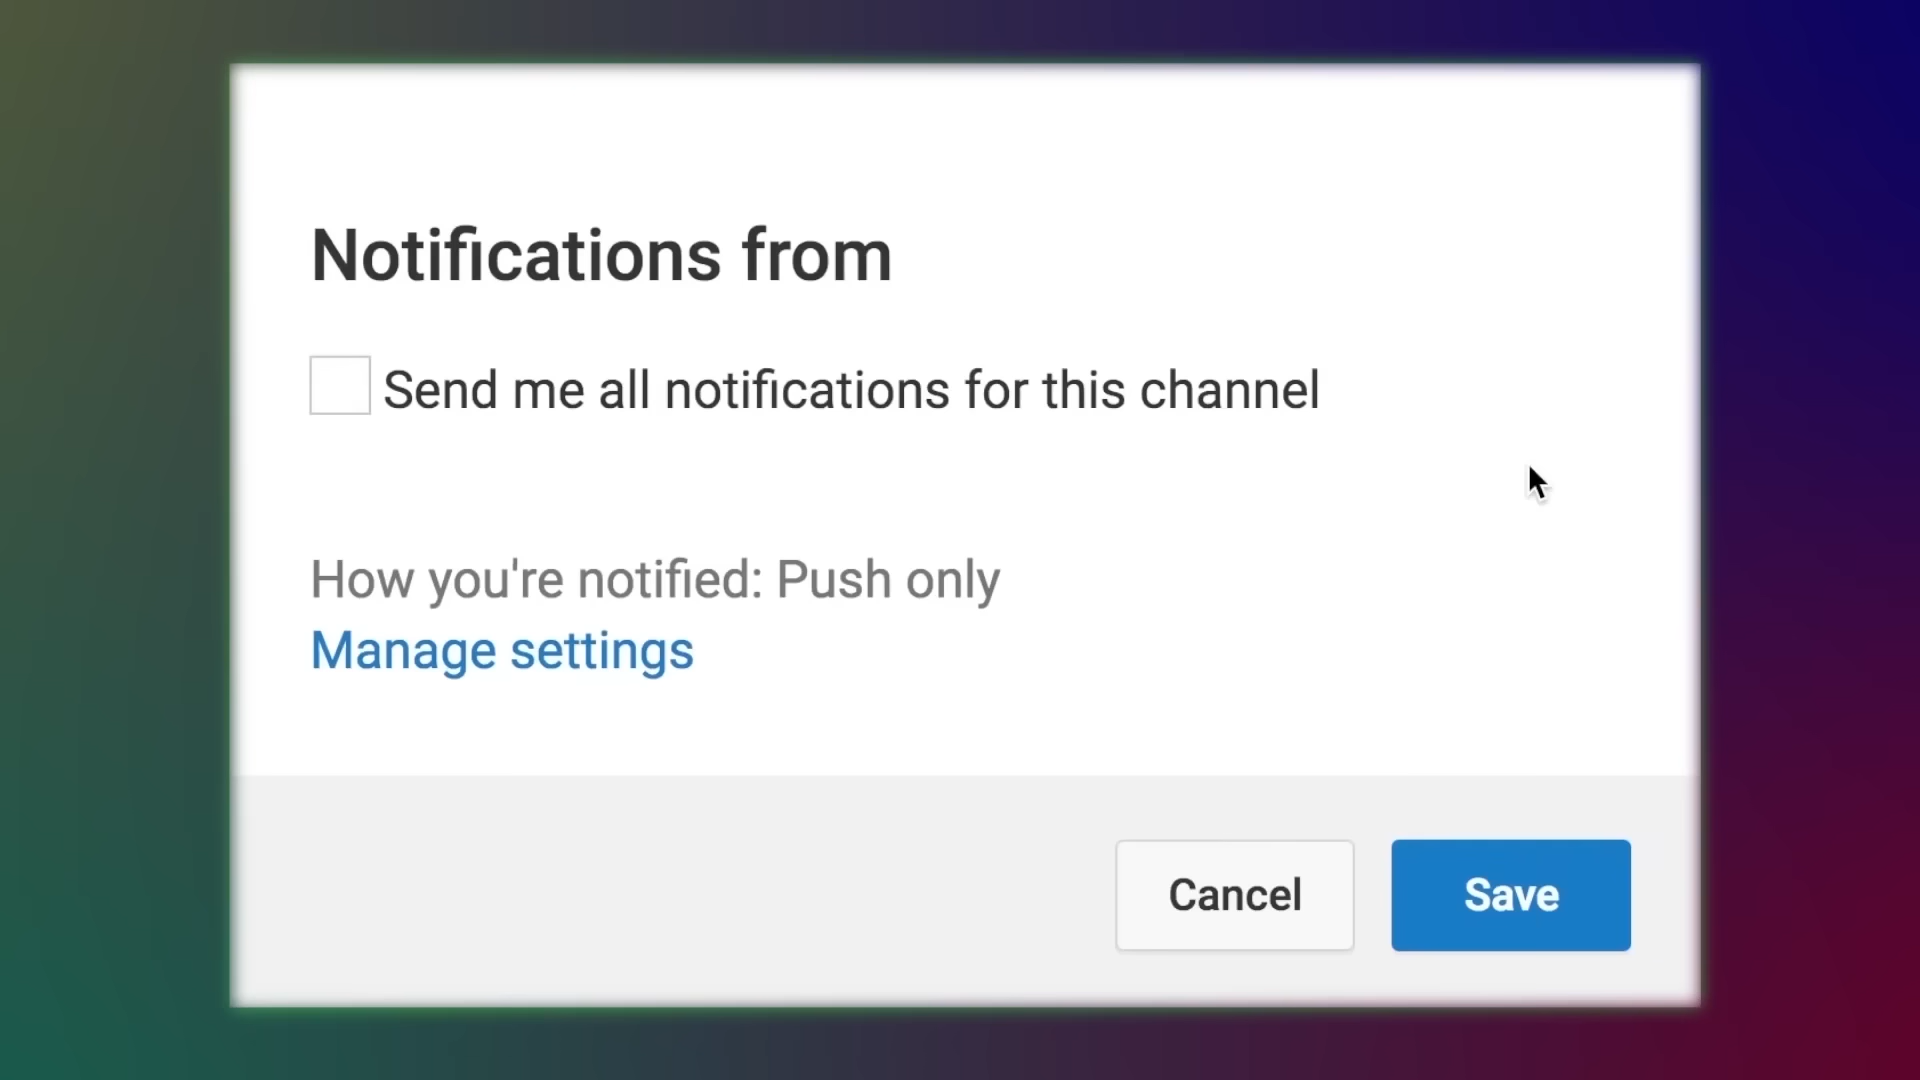 Notifications from
Send me all notifications for this channel
How you're notified: Push only
Manage settings
Cancel
Save